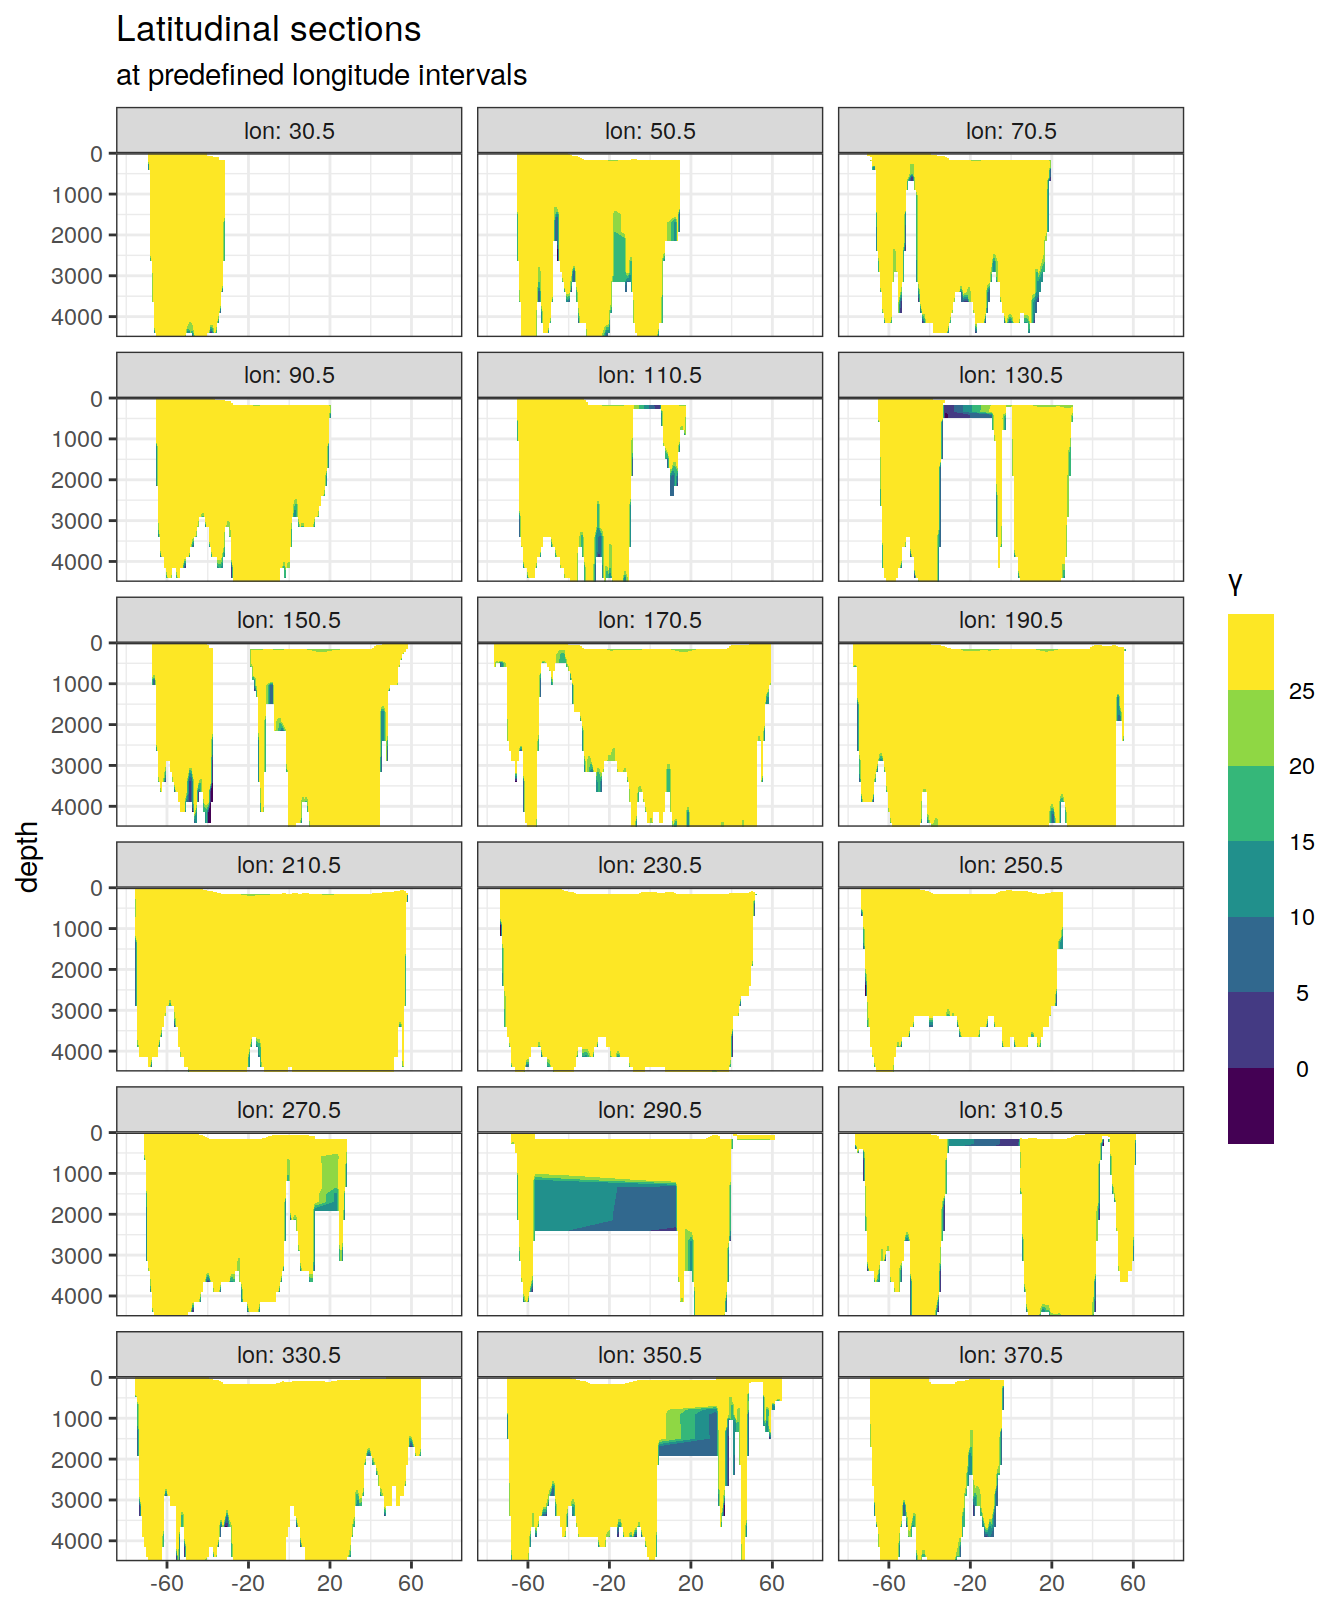 Latitudinal sections
at predefined longitude intervals
lon: 30.5
lon: 50.5
lon: 70.5
0
1000
2000
3000
4000
lon: 90.5
lon: 110.5
lon: 130.5
0
1000
2000
3000
4000
lon: 150.5
lon: 170.5
lon: 190.5
0
1000
2000
3000
4000
lon: 210.5
lon: 230.5
lon: 250.5
0
1000
2000
3000
4000
lon: 270.5
lon: 290.5
lon: 310.5
0
1000
2000
3000
4000
lon: 330.5
lon: 350.5
lon: 370.5
0
1000
2000
3000
4000
-60 -20 20 60
-60 -20 20 60
-60 -20 20 60
depth
γ
25
20
15
10
5
0